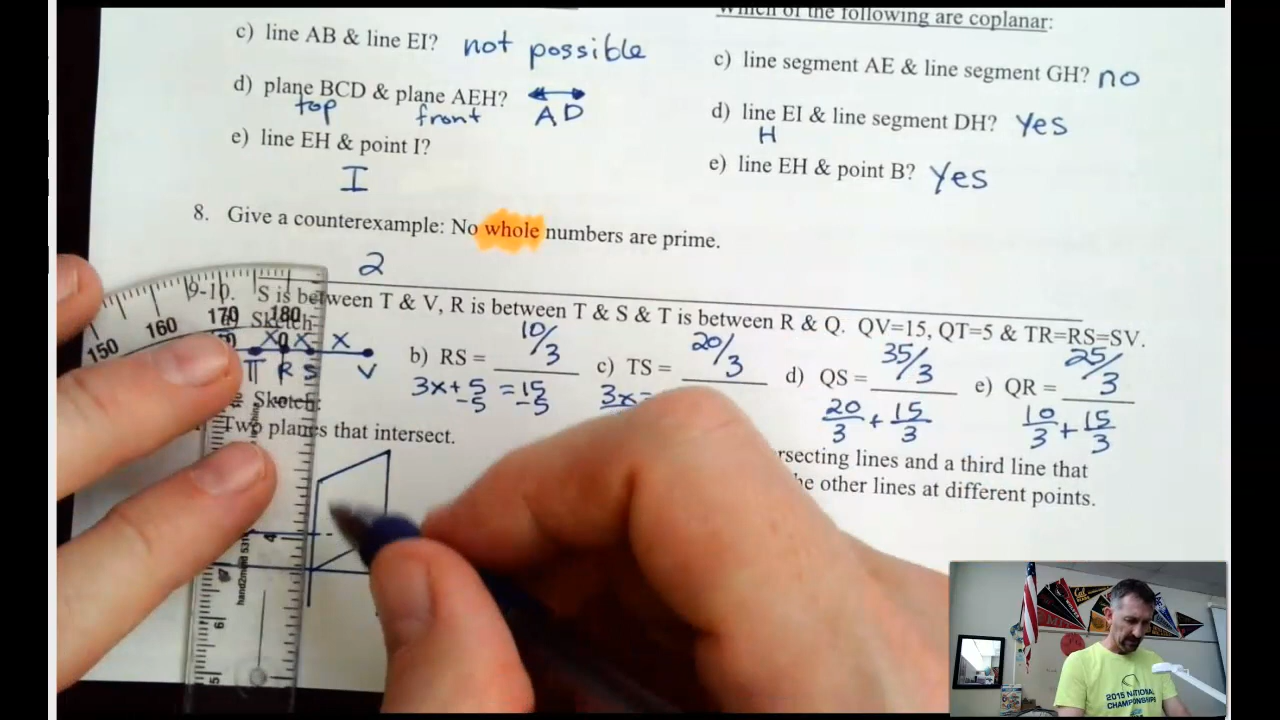 c) line AB & line EI? not possible
d) plane BCD & plane AEH?
top front AD
e) line EH & point I?
I
Which of the following are coplanar:
c) line segment AE & line segment GH? no
d) line EI & line segment DH? Yes
H
e) line EH & point B? Yes
8. Give a counterexample: No whole numbers are prime.
2
9-10. S is between T & V, R is between T & S & T is between R & Q. QV=15, QT=5 & TR=RS=SV.
a) Sketch
X X X
T R S V
b) RS = 10/3
3x+5=15
-5 -5
c) TS = 20/3
3x=
d) QS = 35/3
20/3 + 15/3
e) QR = 25/3
10/3 + 15/3
Sketch:
Two planes that intersect.
rsecting lines and a third line that
he other lines at different points.
150 160 170 180
4
6
5
2015 NATIONAL
CHAMPIONSHIPS